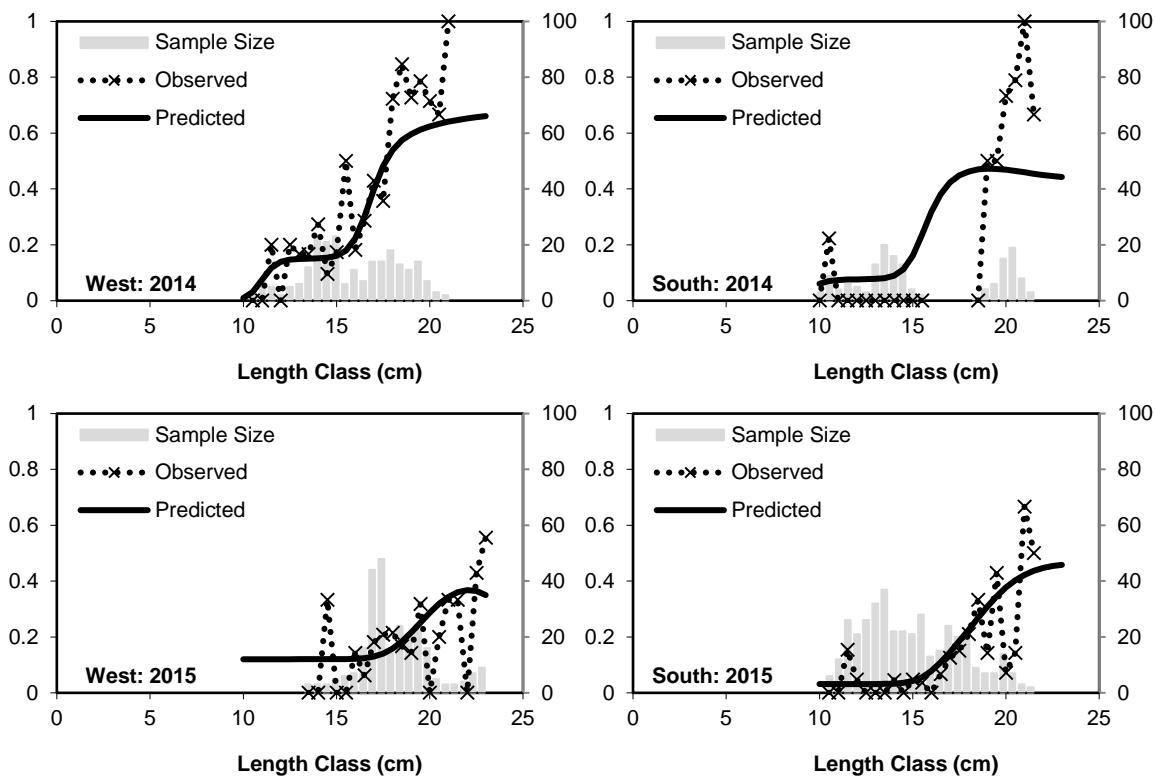 1 100 1 100
Sample Size Sample Size
0.8 80 0.8 80
Observed Observed
0.6 Predicted 60 0.6 Predicted 60
0.4 40 0.4 40
0.2 20 0.2 20
West: 2014 South: 2014
0 0 0 0
0 5 10 15 20 25 0 5 10 15 20 25
Length Class (cm) Length Class (cm)
1 100 1 100
Sample Size Sample Size
0.8 80 0.8 80
Observed Observed
0.6 Predicted 60 0.6 Predicted 60
0.4 40 0.4 40
0.2 20 0.2 20
West: 2015 South: 2015
0 0 0 0
0 5 10 15 20 25 0 5 10 15 20 25
Length Class (cm) Length Class (cm)